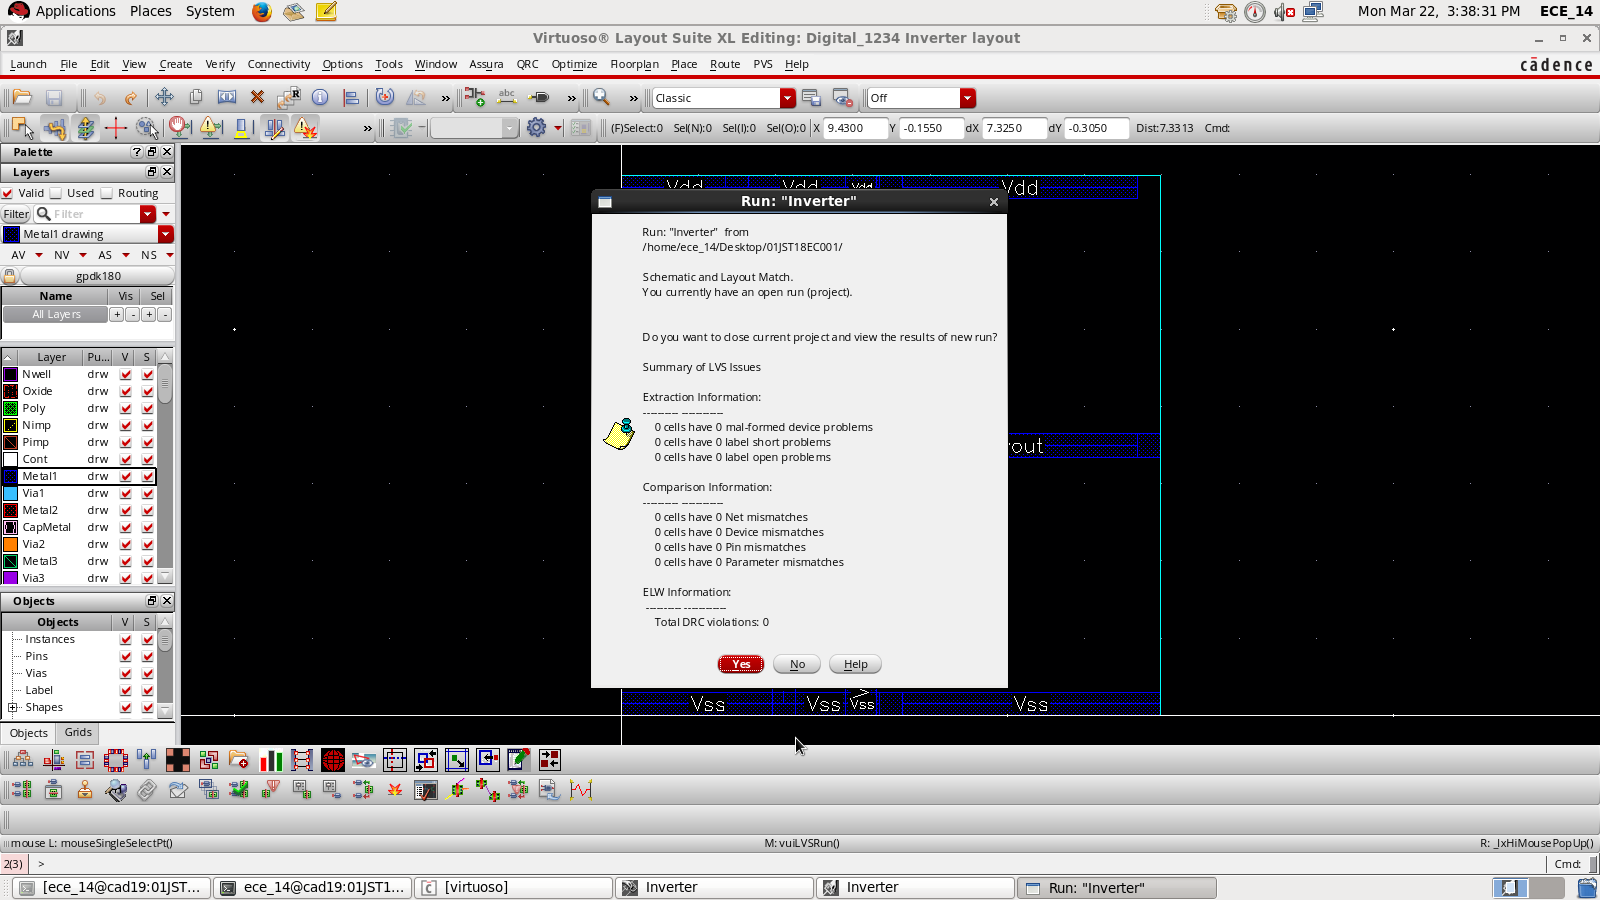 Applications Places System
Mon Mar 22, 3:38:31 PM ECE_14
Virtuoso® Layout Suite XL Editing: Digital_1234 Inverter layout
Launch File Edit View Create Verify Connectivity Options Tools Window Assura QRC Optimize Floorplan Place Route PVS Help
cādence
abc
Classic
Off
(F)Select:0 Sel(N):0 Sel(I):0 Sel(O):0 X 9.4300 Y -0.1550 dX 7.3250 dY -0.3050 Dist:7.3313 Cmd:
Palette
Layers
Valid Used Routing
Filter Filter
Metal1 drawing
AV NV AS NS
gpdk180
Name Vis Sel
All Layers + - + -
Layer Pu... V S
Nwell drw
Oxide drw
Poly drw
Nimp drw
Pimp drw
Cont drw
Metal1 drw
Via1 drw
Metal2 drw
CapMetal drw
Via2 drw
Metal3 drw
Via3 drw
Objects
Objects V S
Instances
Pins
Vias
Label
Shapes
Objects Grids
Vdd Vdd Vdd Vdd
Run: "Inverter"
Run: "Inverter" from
/home/ece_14/Desktop/01JST18EC001/
Schematic and Layout Match.
You currently have an open run (project).
Do you want to close current project and view the results of new run?
Summary of LVS Issues
Extraction Information:
0 cells have 0 mal-formed device problems
0 cells have 0 label short problems
0 cells have 0 label open problems
Comparison Information:
0 cells have 0 Net mismatches
0 cells have 0 Device mismatches
0 cells have 0 Pin mismatches
0 cells have 0 Parameter mismatches
ELW Information:
Total DRC violations: 0
Yes No Help
out
Vss Vss Vss Vss
mouse L: mouseSingleSelectPt() M: vuiLVSRun() R: _lxHiMousePopUp()
2(3) > Cmd:
[ece_14@cad19:01JST... ece_14@cad19:01JST1... [virtuoso] Inverter Inverter Run: "Inverter"